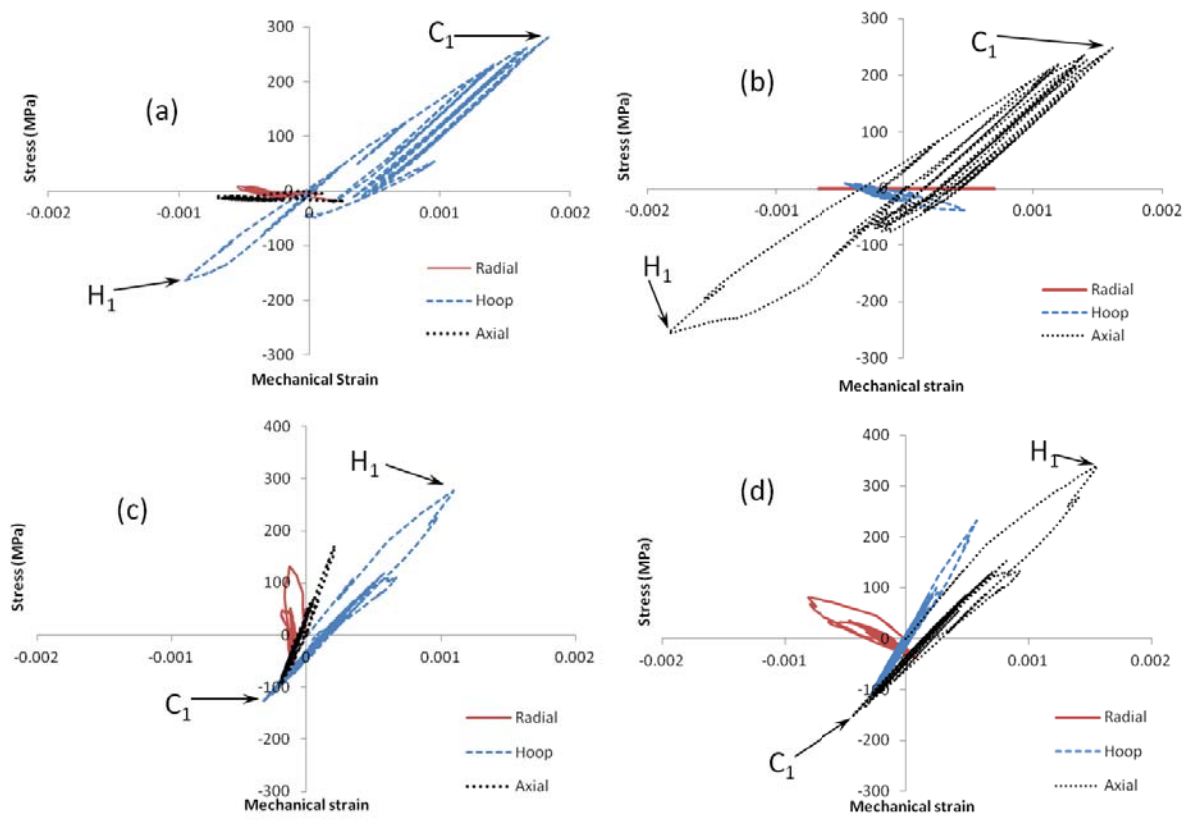 300
C1
200
(a)
100
Stress (MPa)
0
-0.002
-0.001
0
0.001
0.002
-100
H1
Radial
-200
Hoop
Axial
-300
Mechanical Strain
300
C1
200
(b)
100
Stress (MPa)
0
-0.002
-0.001
0
0.001
0.002
-100
H1
Radial
-200
Hoop
Axial
-300
Mechanical strain
400
H1
300
(c)
200
Stress (MPa)
100
0
-0.002
-0.001
0
0.001
0.002
-100
C1
Radial
-200
Hoop
Axial
-300
Mechanical strain
400
H1
300
(d)
200
Stress (MPa)
100
0
-0.002
-0.001
0
0.001
0.002
-100
C1
Radial
-200
Hoop
Axial
-300
Mechanical strain